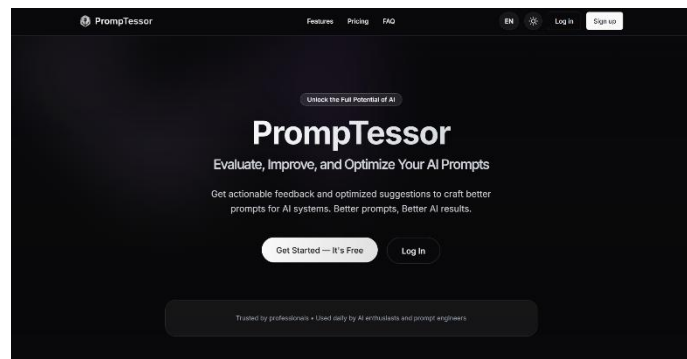 PrompTessor
Features Pricing FAQ
EN Log in Sign up
Unlock the Full Potential of AI
PrompTessor
Evaluate, Improve, and Optimize Your AI Prompts
Get actionable feedback and optimized suggestions to craft better
prompts for AI systems. Better prompts, Better AI results.
Get Started — It's Free Log In
Trusted by professionals • Used daily by AI enthusiasts and prompt engineers